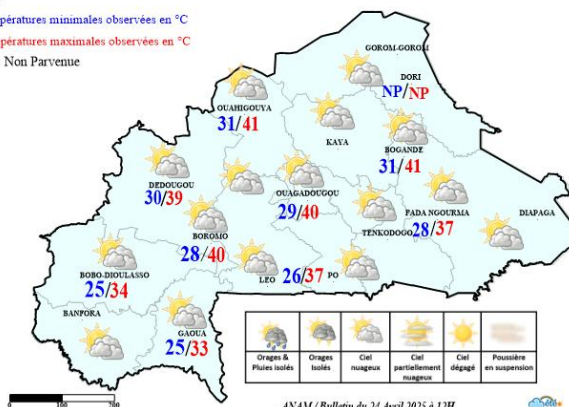 pératures minimales observées en °C
pératures maximales observées en °C
Non Parvenue
GOROM-GOROM
DORI
NP/NP
OUAHIGOUYA
31/41
KAYA
BOGANDE
31/41
DEDOUGOU
30/39
OUAGADOUGOU
29/40
FADA NGOURMA
28/37
DIAPAGA
TENKODOGO
BOROMO
28/40
BOBO-DIOULASSO
25/34
LEO
26/37
PO
BANFORA
GAOUA
25/33
Orages & Pluies isolés
Orages Isolés
Ciel nuageux
Ciel partiellement nuageux
Ciel dégagé
Poussière en suspension
0 100 200
ANAM / Bulletin du 24 Avril 2025 à 12H